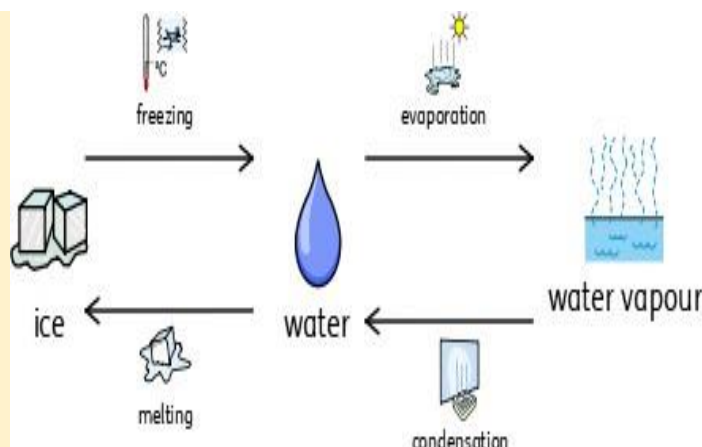 °C
freezing
evaporation
ice
water
water vapour
melting
condensation